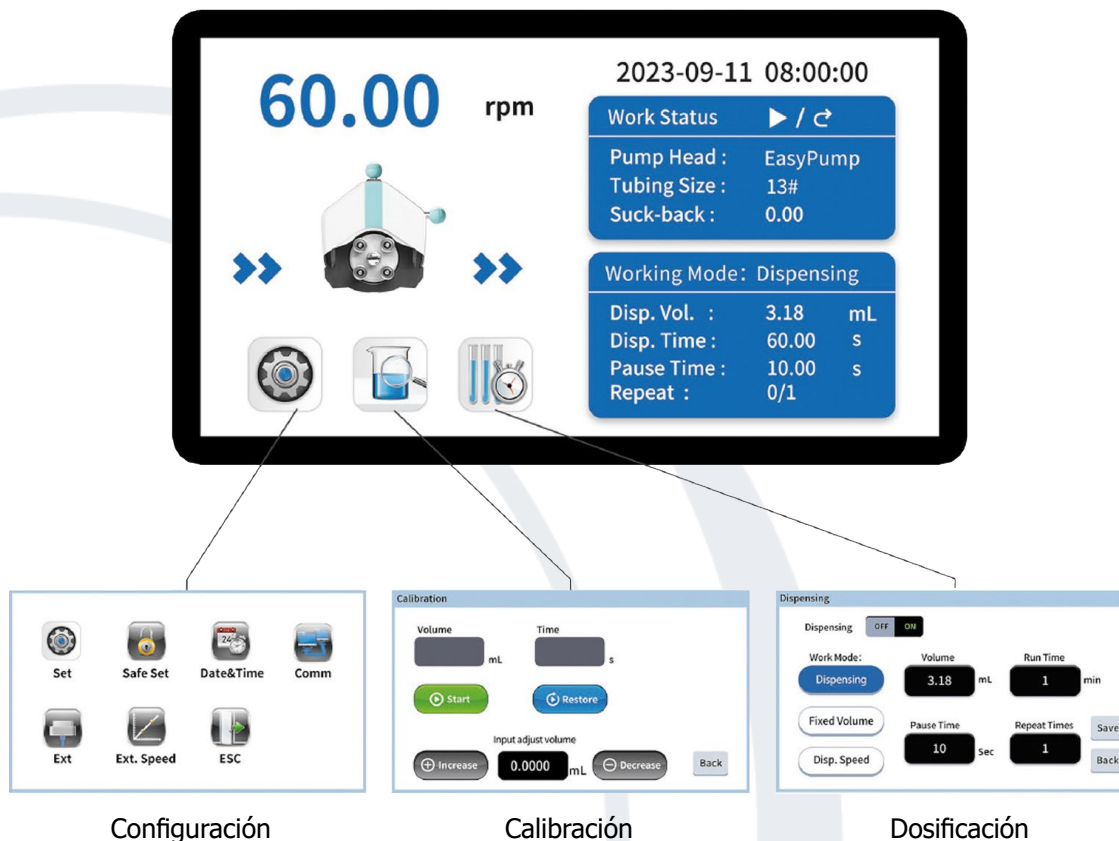 60.00 rpm
2023-09-11 08:00:00
Work Status
Pump Head : EasyPump
Tubing Size : 13#
Suck-back : 0.00
Working Mode: Dispensing
Disp. Vol. : 3.18 mL
Disp. Time : 60.00 s
Pause Time : 10.00 s
Repeat : 0/1
Set
Safe Set
24
Date&Time
Comm
Ext
Ext. Speed
ESC
Configuración
Calibration
Volume
Time
mL
s
Start
Restore
Input adjust volume
Increase
0.0000 mL
Decrease
Back
Calibración
Dispensing
Dispensing OFF ON
Work Mode:
Volume
Run Time
Dispensing
3.18 mL
1 min
Fixed Volume
Pause Time
Repeat Times
Save
10 Sec
1
Disp. Speed
Back
Dosificación